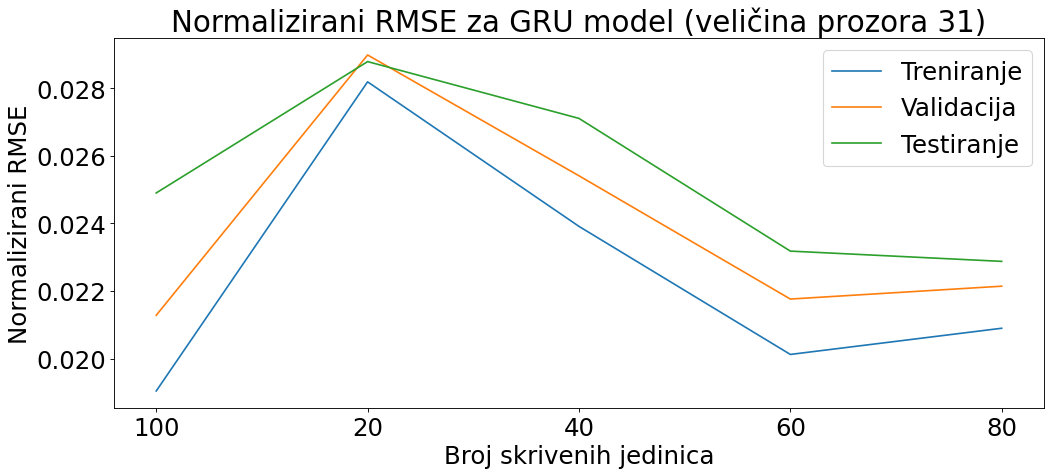 Normalizirani RMSE za GRU model (veličina prozora 31)
Treniranje
Validacija
Testiranje
Normalizirani RMSE
0.028
0.026
0.024
0.022
0.020
100 20 40 60 80
Broj skrivenih jedinica